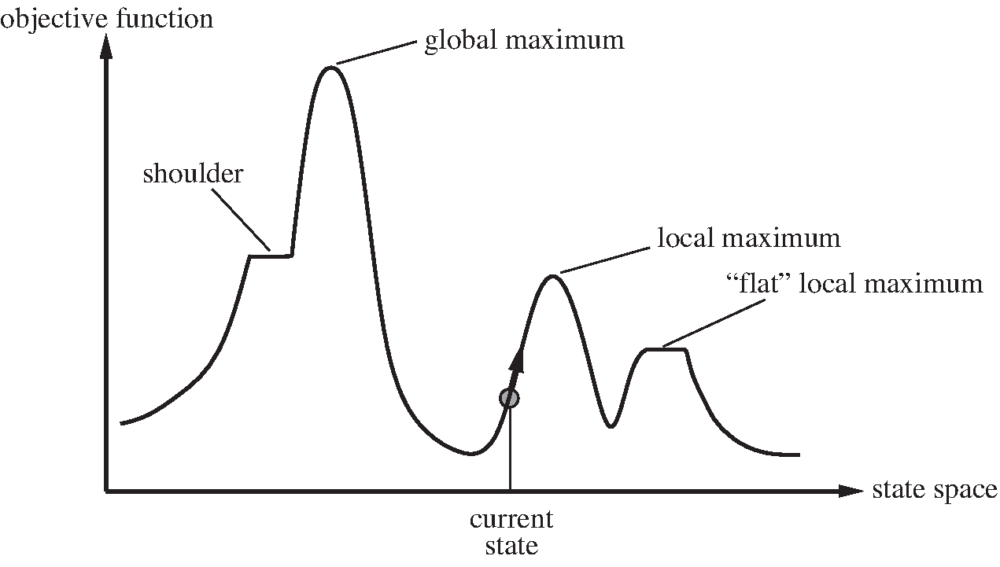 objective function
global maximum
shoulder
local maximum
“flat” local maximum
state space
current
state